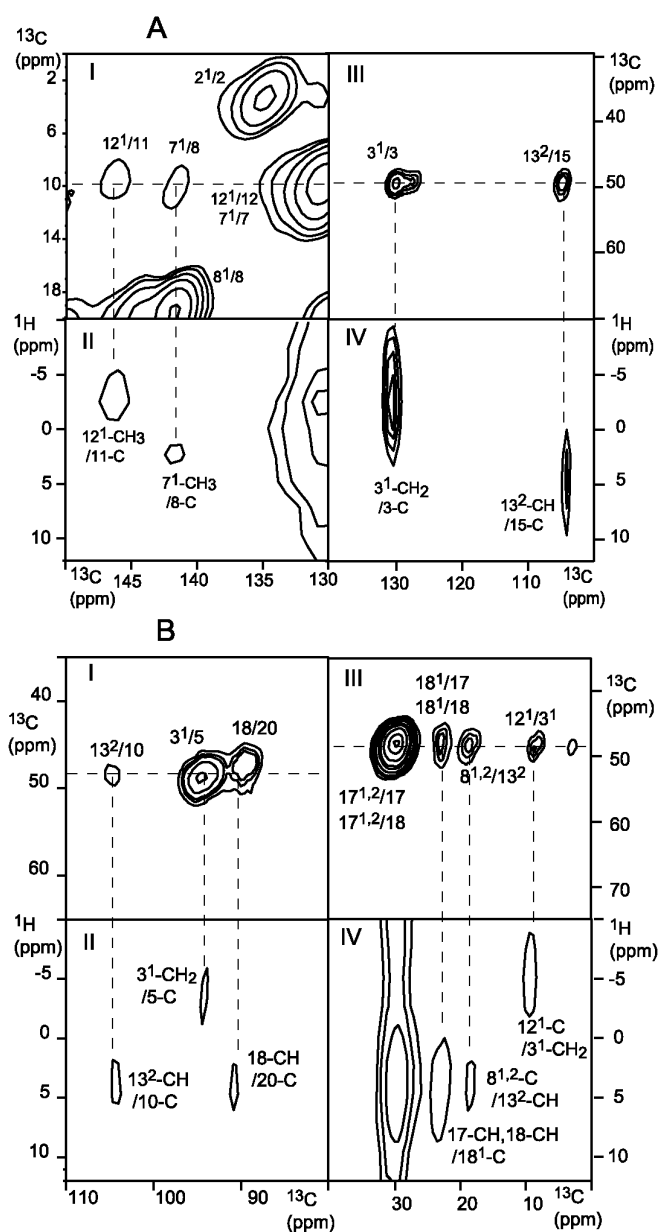 A
13C
(ppm)
I
2
6
10
14
18
2¹/2
12¹/11
7¹/8
12¹/12
7¹/7
8¹/8
III
13C
(ppm)
40
50
60
3¹/3
13²/15
¹H
(ppm)
II
-5
0
5
10
12¹-CH3
/11-C
7¹-CH3
/8-C
IV
¹H
(ppm)
-5
0
5
10
3¹-CH₂
/3-C
13²-CH
/15-C
13C
(ppm)
145
140
135
130
130
120
110
13C
(ppm)
B
I
13C
(ppm)
40
50
60
13²/10
3¹/5
18/20
III
18¹/17
18¹/18
12¹/3¹
8¹,²/13²
17¹,²/17
17¹,²/18
13C
(ppm)
50
60
70
¹H
(ppm)
II
-5
0
5
10
3¹-CH₂
/5-C
13²-CH
/10-C
18-CH
/20-C
IV
¹H
(ppm)
-5
0
5
10
12¹-C
/3¹-CH₂
8¹,²-C
/13²-CH
17-CH,18-CH
/18¹-C
110
100
90
13C
(ppm)
30
20
10
13C
(ppm)